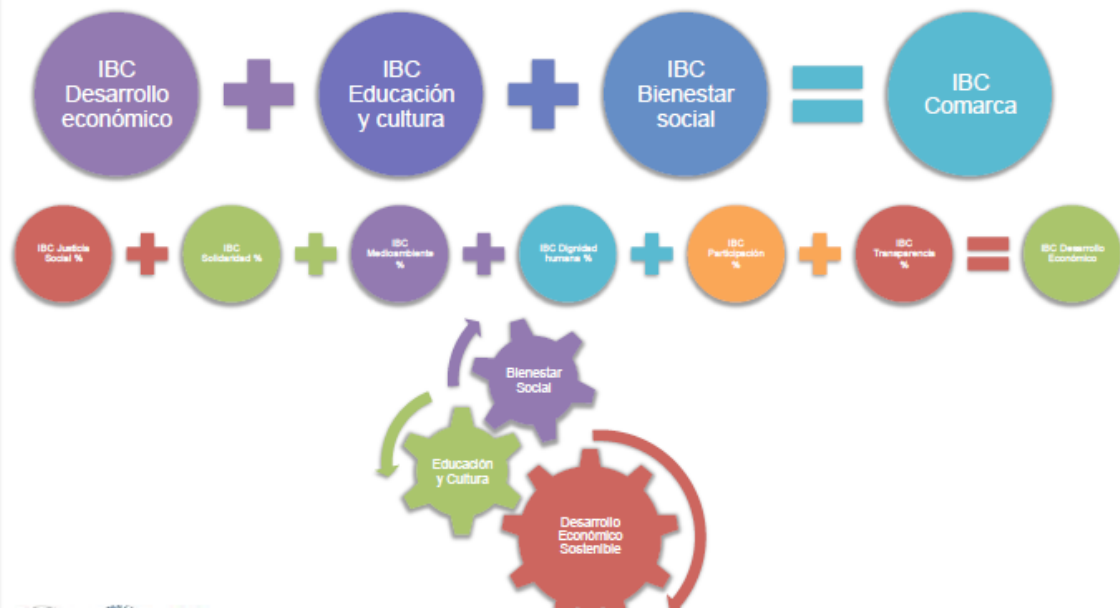 IBC
Desarrollo
económico
IBC
Educación
y cultura
IBC
Bienestar
social
IBC
Comarca
IBC Justicia
Social %
IBC
Solidaridad %
IBC
Medioambiente
%
IBC Dignidad
humana %
IBC
Participación
%
IBC
Transparencia
%
IBC Desarrollo
Económico
Bienestar
Social
Educación
y Cultura
Desarrollo
Económico
Sostenible